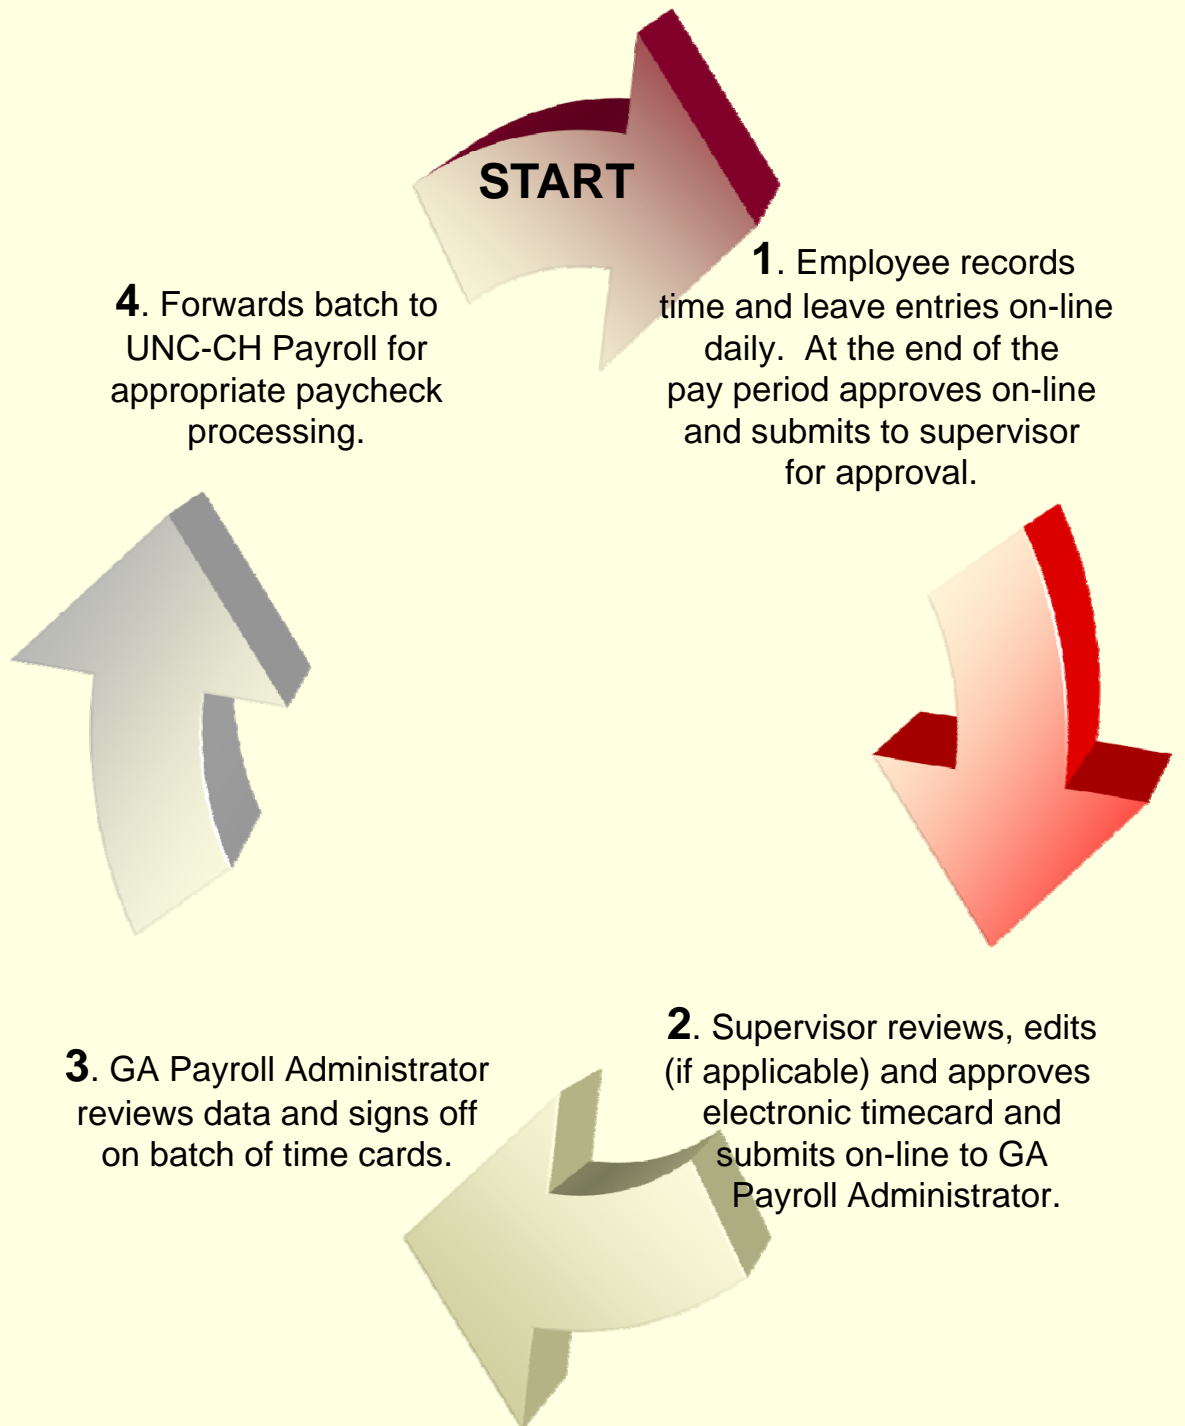 START
1. Employee records
time and leave entries on-line
daily. At the end of the
pay period approves on-line
and submits to supervisor
for approval.
2. Supervisor reviews, edits
(if applicable) and approves
electronic timecard and
submits on-line to GA
Payroll Administrator.
3. GA Payroll Administrator
reviews data and signs off
on batch of time cards.
4. Forwards batch to
UNC-CH Payroll for
appropriate paycheck
processing.